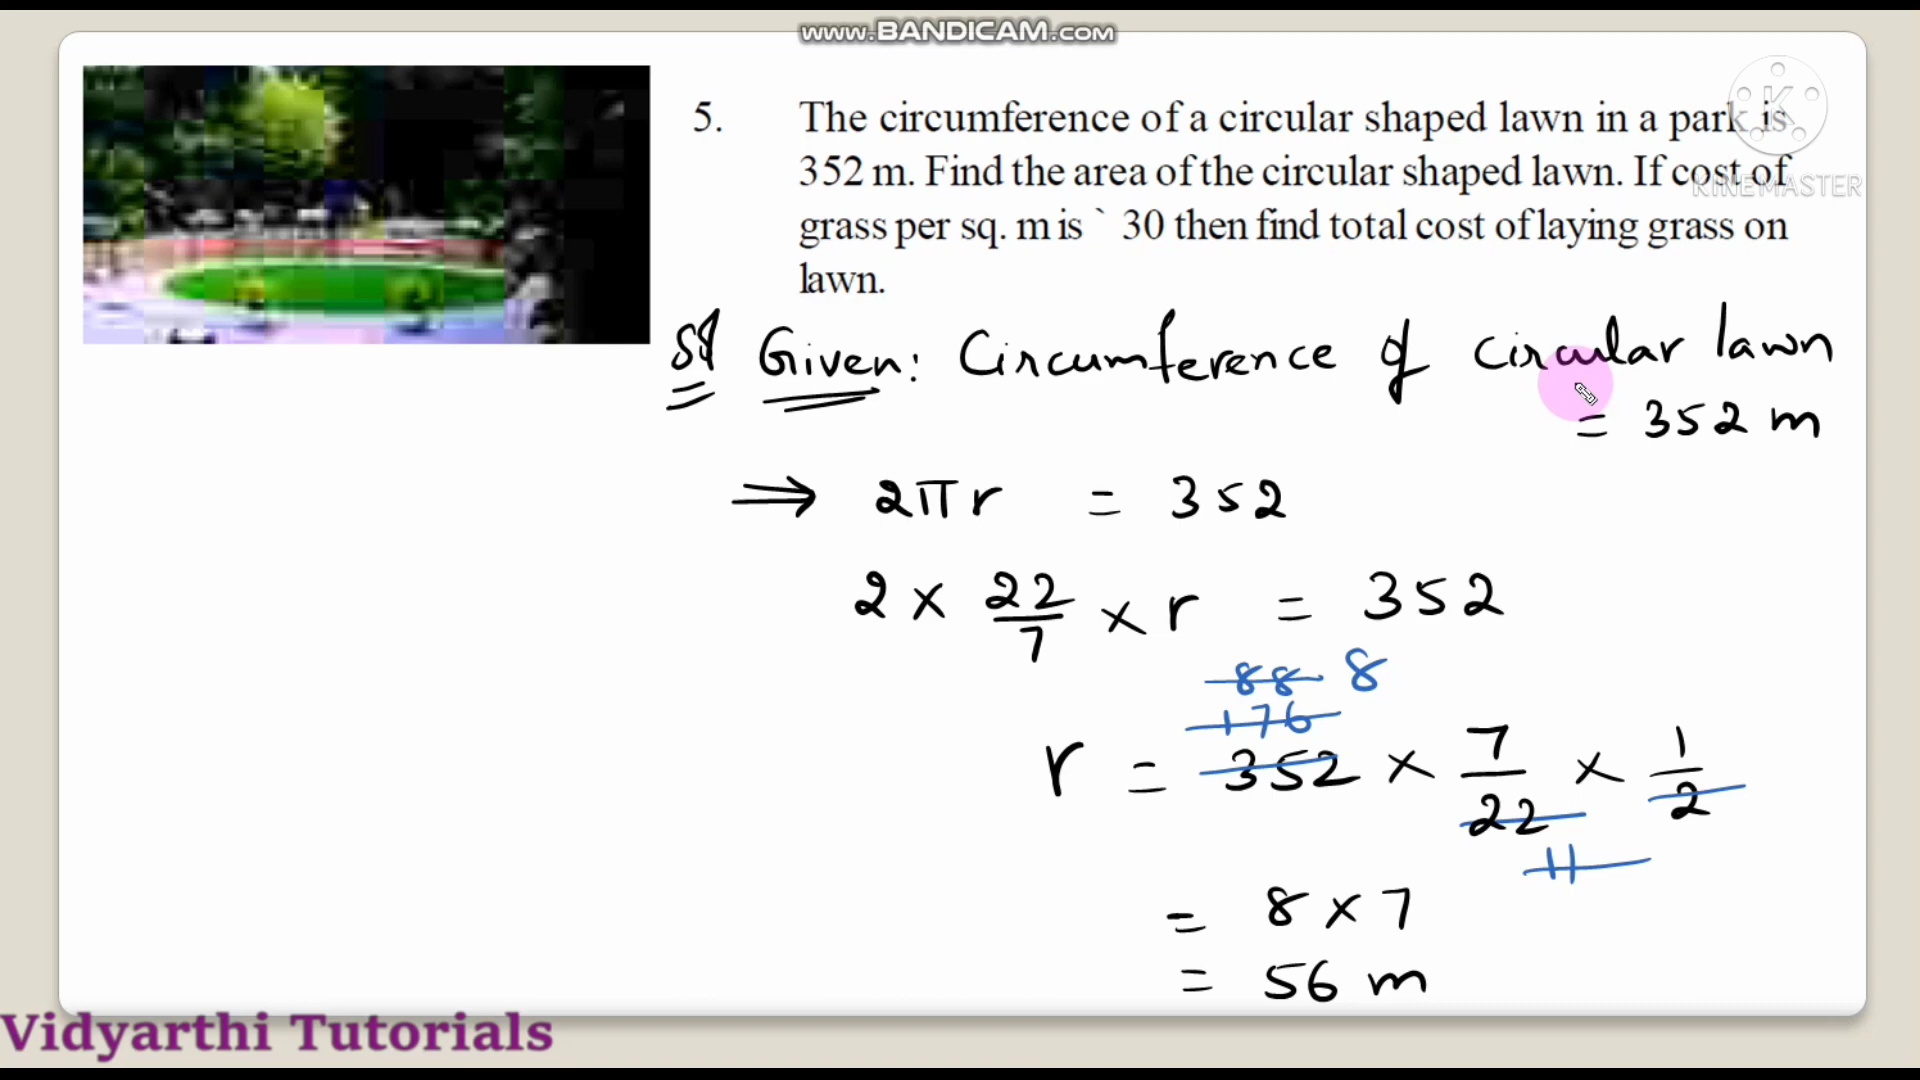 www.BANDICAM.com
5. The circumference of a circular shaped lawn in a park is
352 m. Find the area of the circular shaped lawn. If cost of
KINEMASTER
grass per sq. m is ` 30 then find total cost of laying grass on
lawn.
Sol Given: Circumference of circular lawn
= 352 m
⇒ 2πr = 352
2 × 22/7 × r = 352
88 8
176
r = 352 × 7/22 × 1/2
11
= 8 × 7
= 56 m
Vidyarthi Tutorials